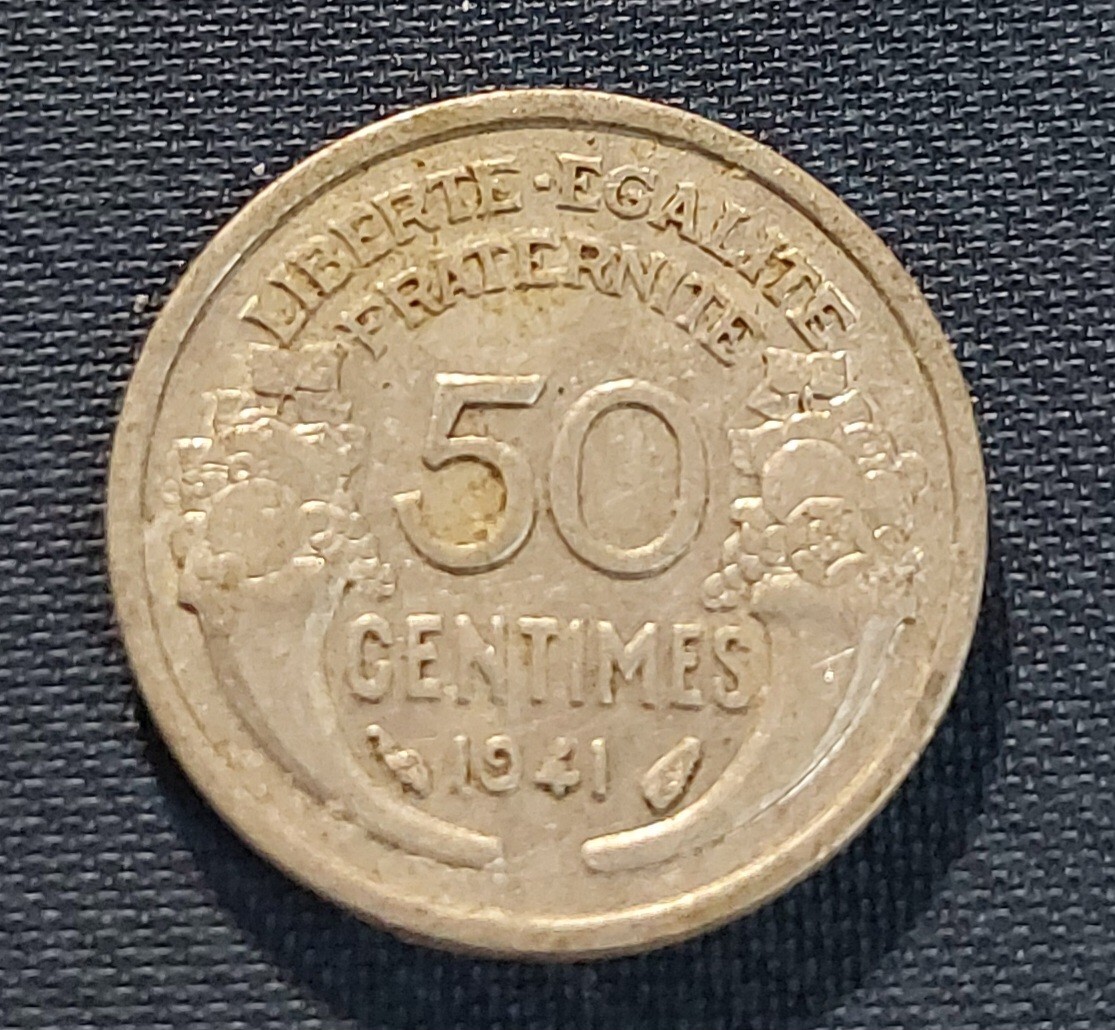 LIBERTE·EGALITE
FRATERNITE
50
CENTIMES
1941